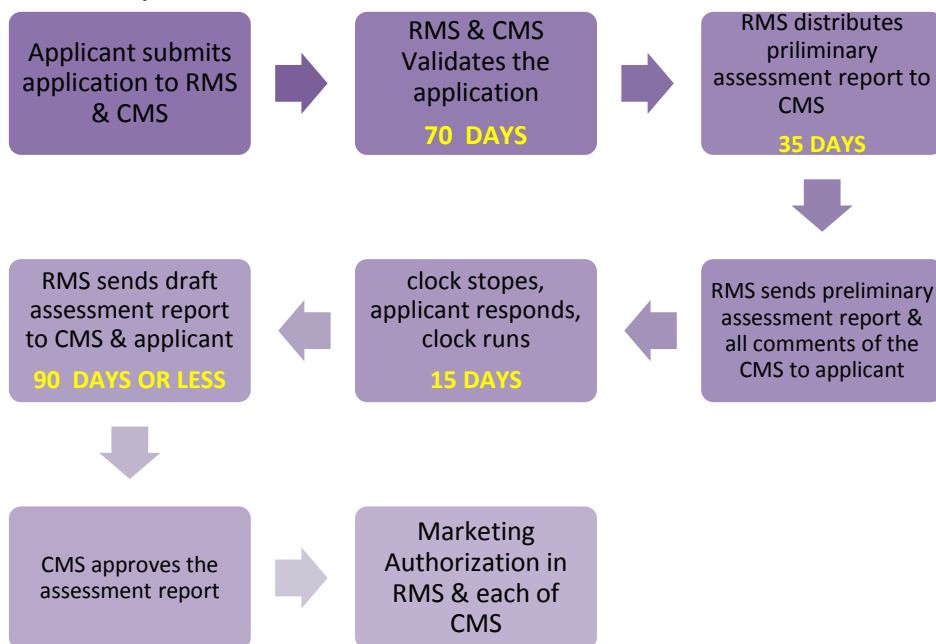 Applicant submits
application to RMS
& CMS
RMS & CMS
Validates the
application
70 DAYS
RMS distributes
priliminary
assessment report to
CMS
35 DAYS
RMS sends draft
assessment report
to CMS & applicant
90 DAYS OR LESS
clock stopes,
applicant responds,
clock runs
15 DAYS
RMS sends preliminary
assessment report &
all comments of the
CMS to applicant
CMS approves the
assessment report
Marketing
Authorization in
RMS & each of
CMS